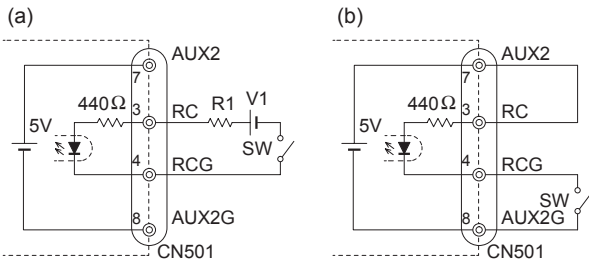 (a)
AUX2
7
440Ω
3
RC
R1
V1
5V
SW
4
RCG
8
AUX2G
CN501
(b)
AUX2
7
440Ω
3
RC
5V
4
RCG
SW
8
AUX2G
CN501